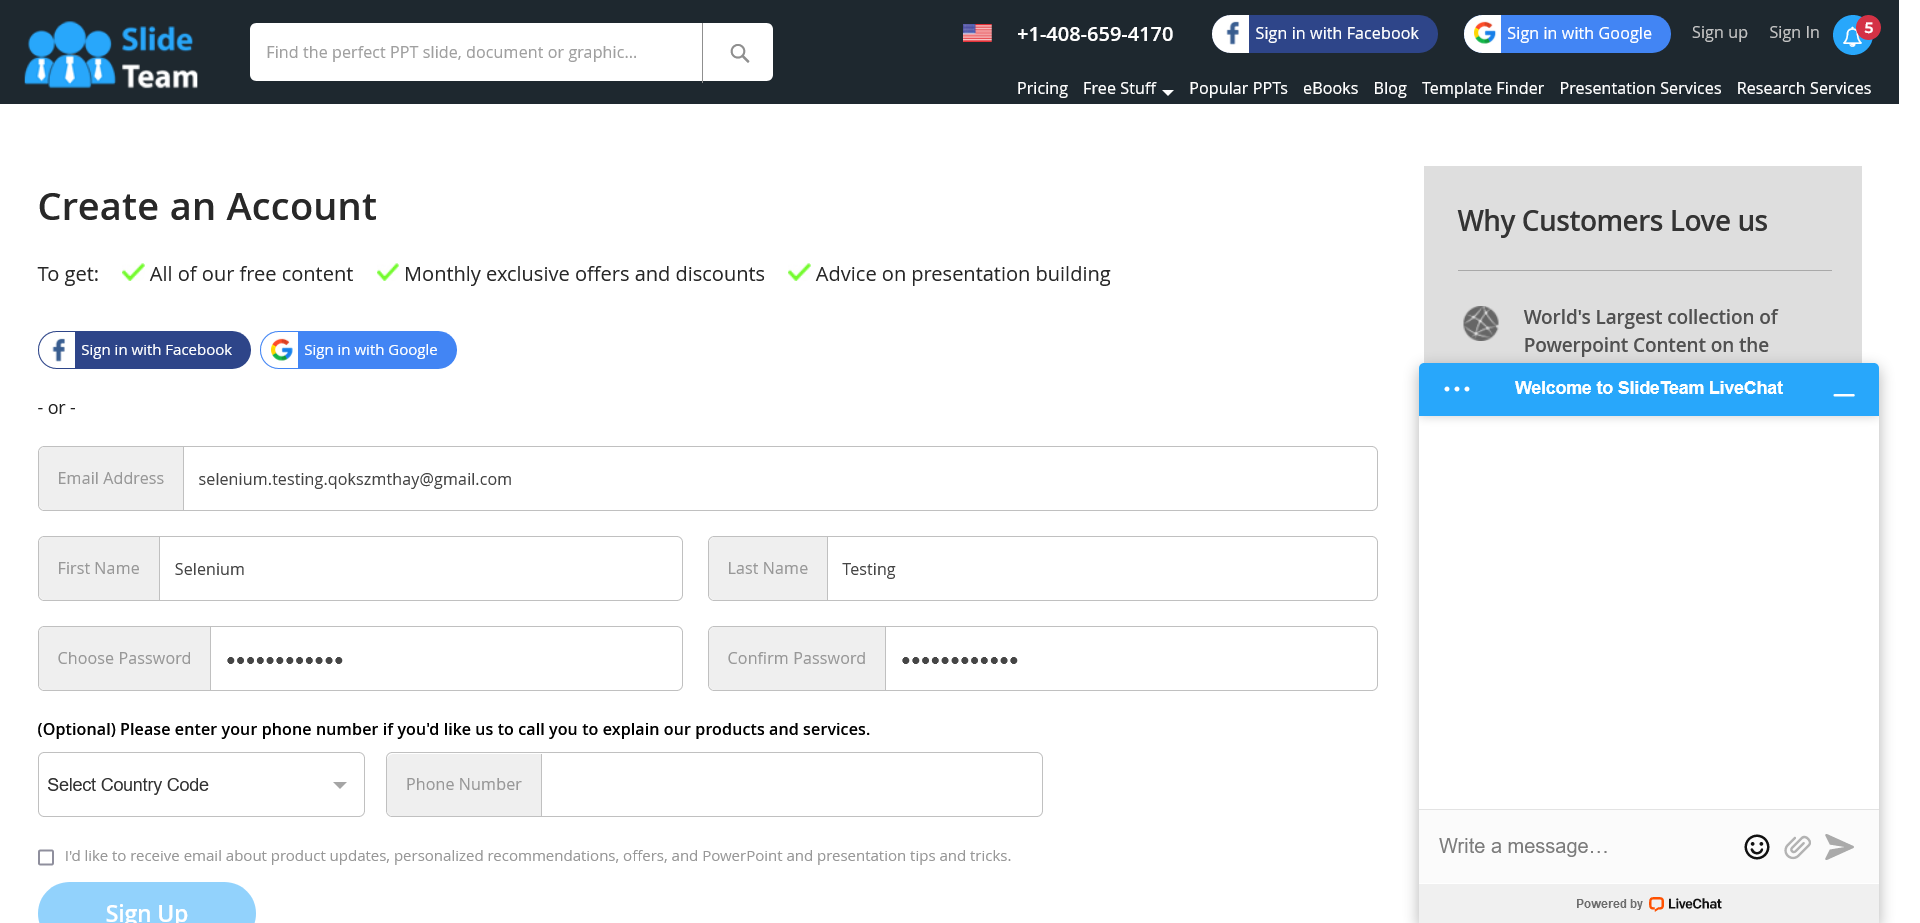 Slide
Team
Find the perfect PPT slide, document or graphic...
+1-408-659-4170
Sign in with Facebook
Sign in with Google
Sign up
Sign In
5
Pricing
Free Stuff
Popular PPTs
eBooks
Blog
Template Finder
Presentation Services
Research Services
Create an Account
To get:
All of our free content
Monthly exclusive offers and discounts
Advice on presentation building
Sign in with Facebook
Sign in with Google
- or -
Email Address
selenium.testing.qokszmthay@gmail.com
First Name
Selenium
Last Name
Testing
Choose Password
••••••••••••
Confirm Password
••••••••••••
(Optional) Please enter your phone number if you'd like us to call you to explain our products and services.
Select Country Code
Phone Number
I'd like to receive email about product updates, personalized recommendations, offers, and PowerPoint and presentation tips and tricks.
Sign Up
Why Customers Love us
World's Largest collection of
Powerpoint Content on the
Welcome to SlideTeam LiveChat
Write a message…
Powered by LiveChat